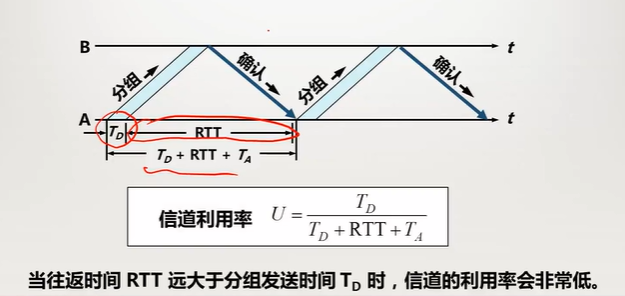 B
t
分组
确认
分组
确认
A
t
T_D
RTT
T_D + RTT + T_A
信道利用率 U = T_D / (T_D + RTT + T_A)
当往返时间 RTT 远大于分组发送时间 T_D 时，信道的利用率会非常低。